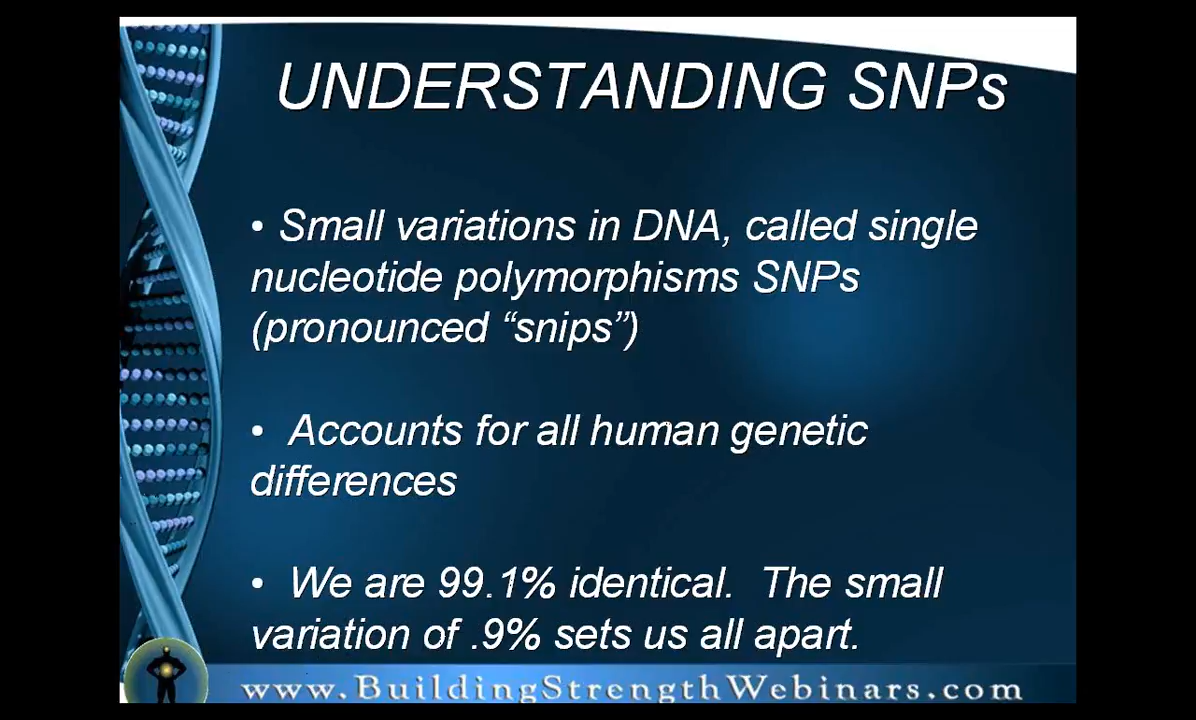 UNDERSTANDING SNPs
• Small variations in DNA, called single
nucleotide polymorphisms SNPs
(pronounced “snips”)
• Accounts for all human genetic
differences
• We are 99.1% identical. The small
variation of .9% sets us all apart.
www.BuildingStrengthWebinars.com